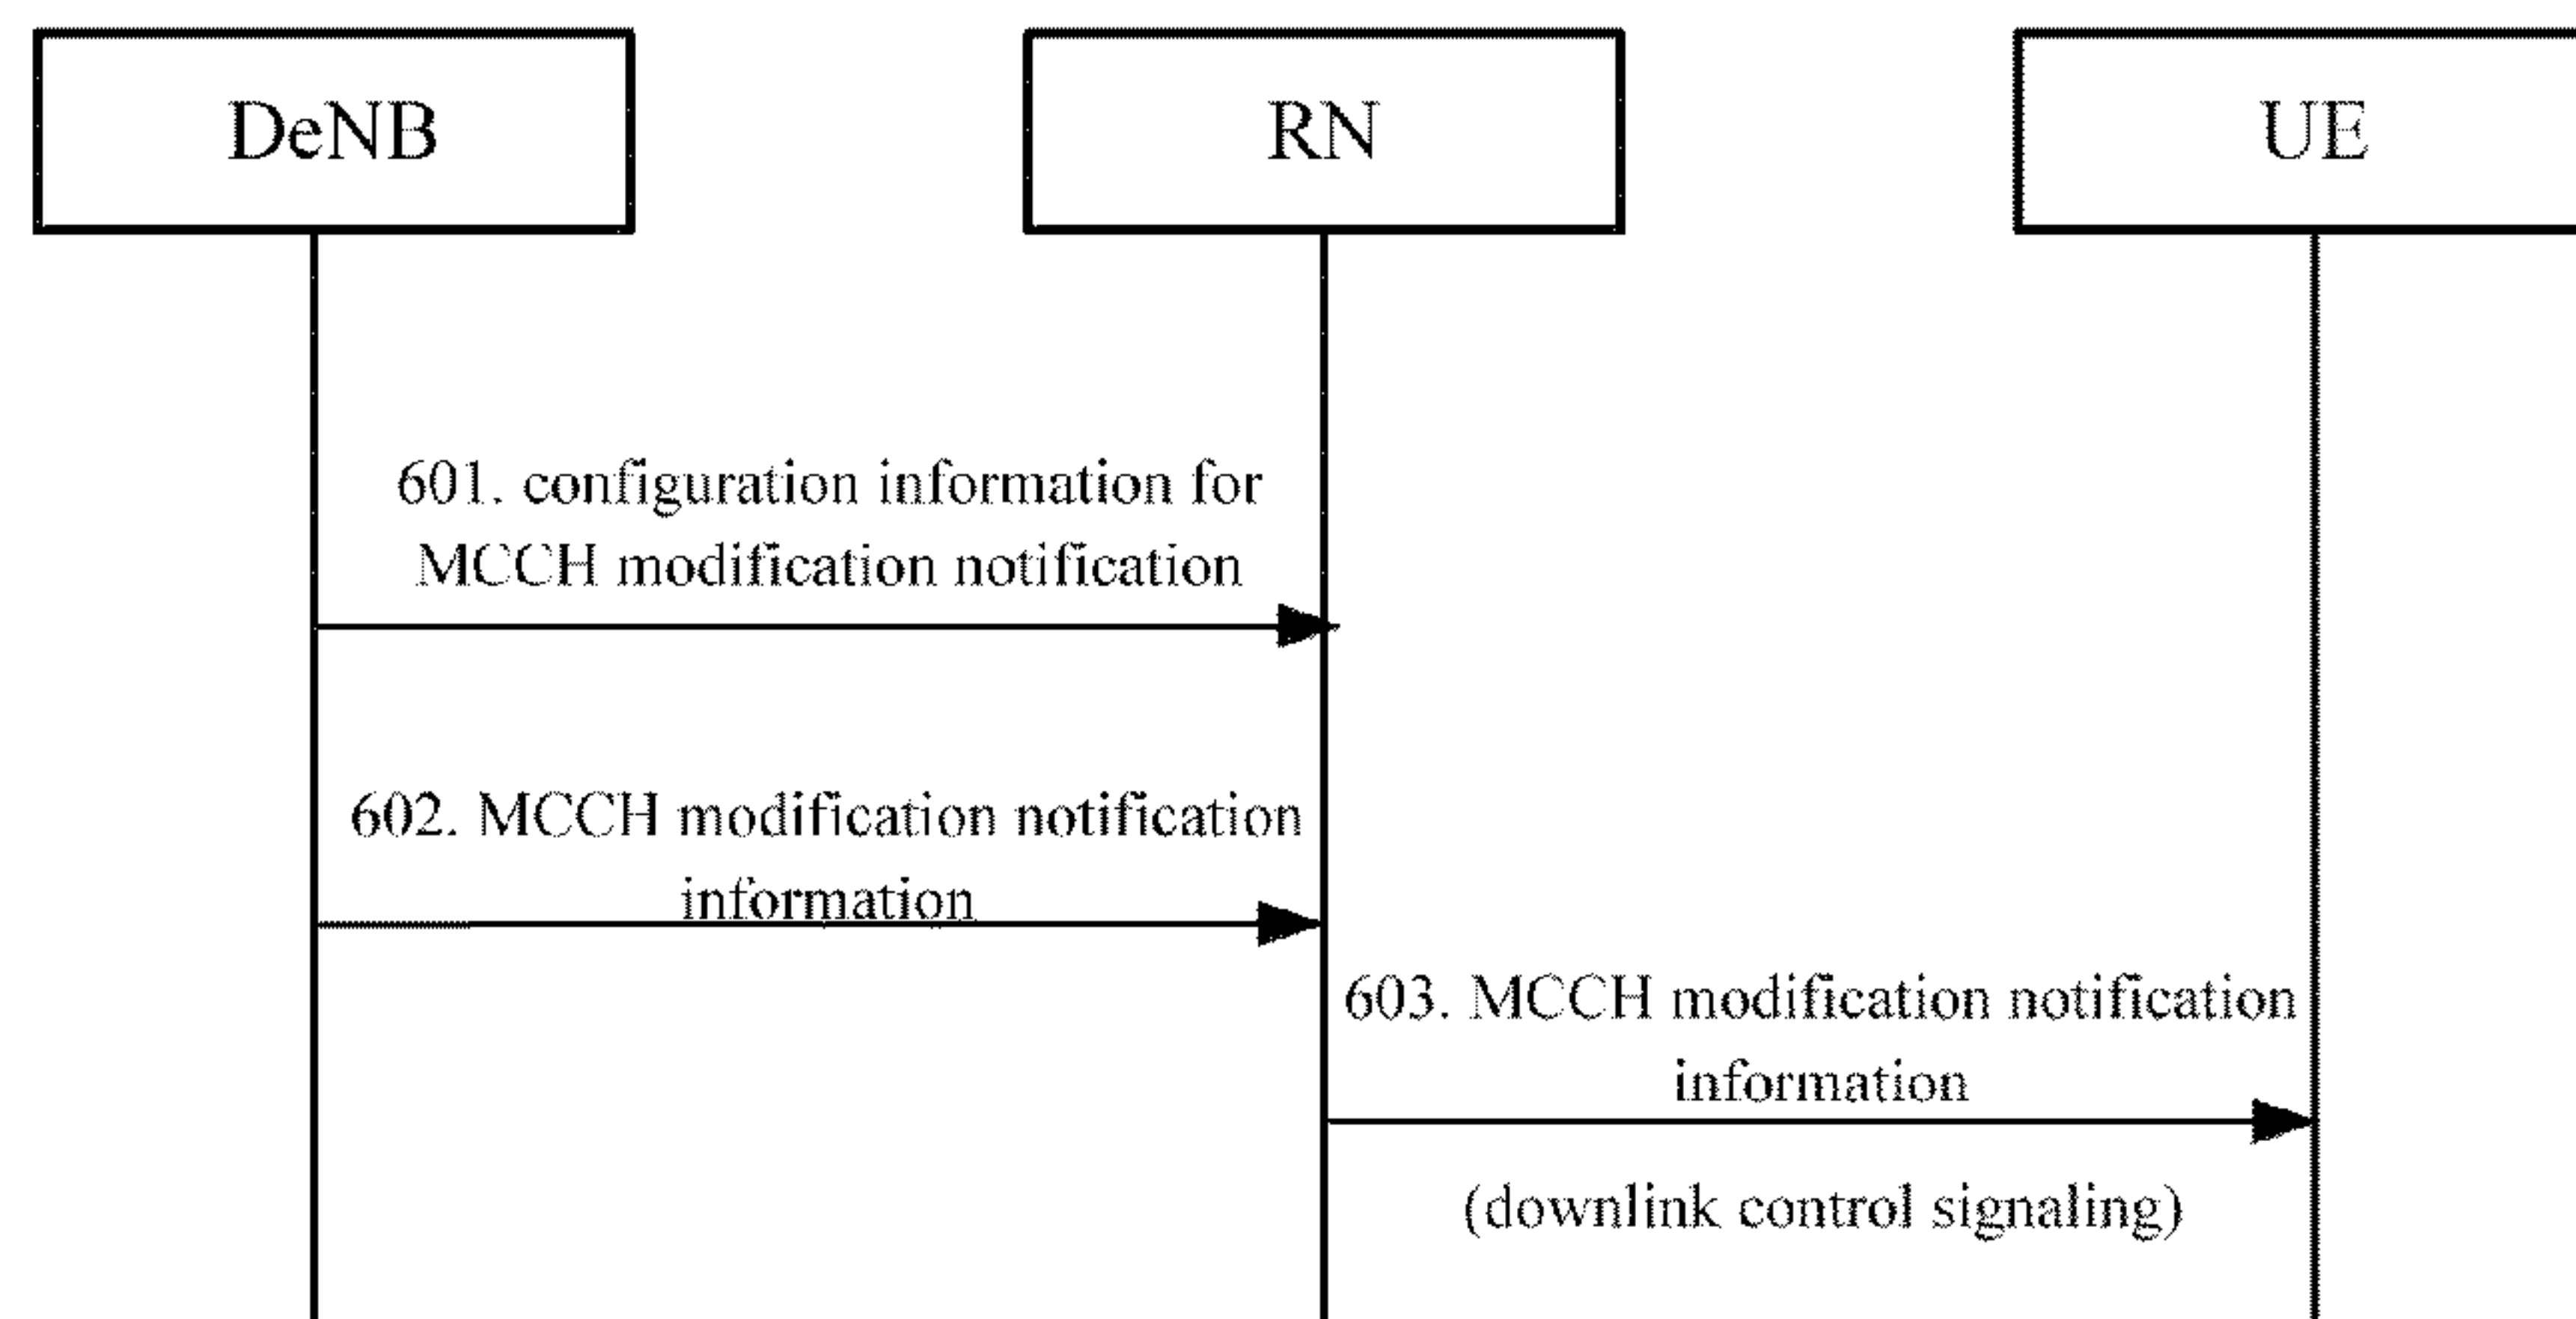 DeNB
RN
UE
601. configuration information for
MCCH modification notification
602. MCCH modification notification
information
603. MCCH modification notification
information
(downlink control signaling)